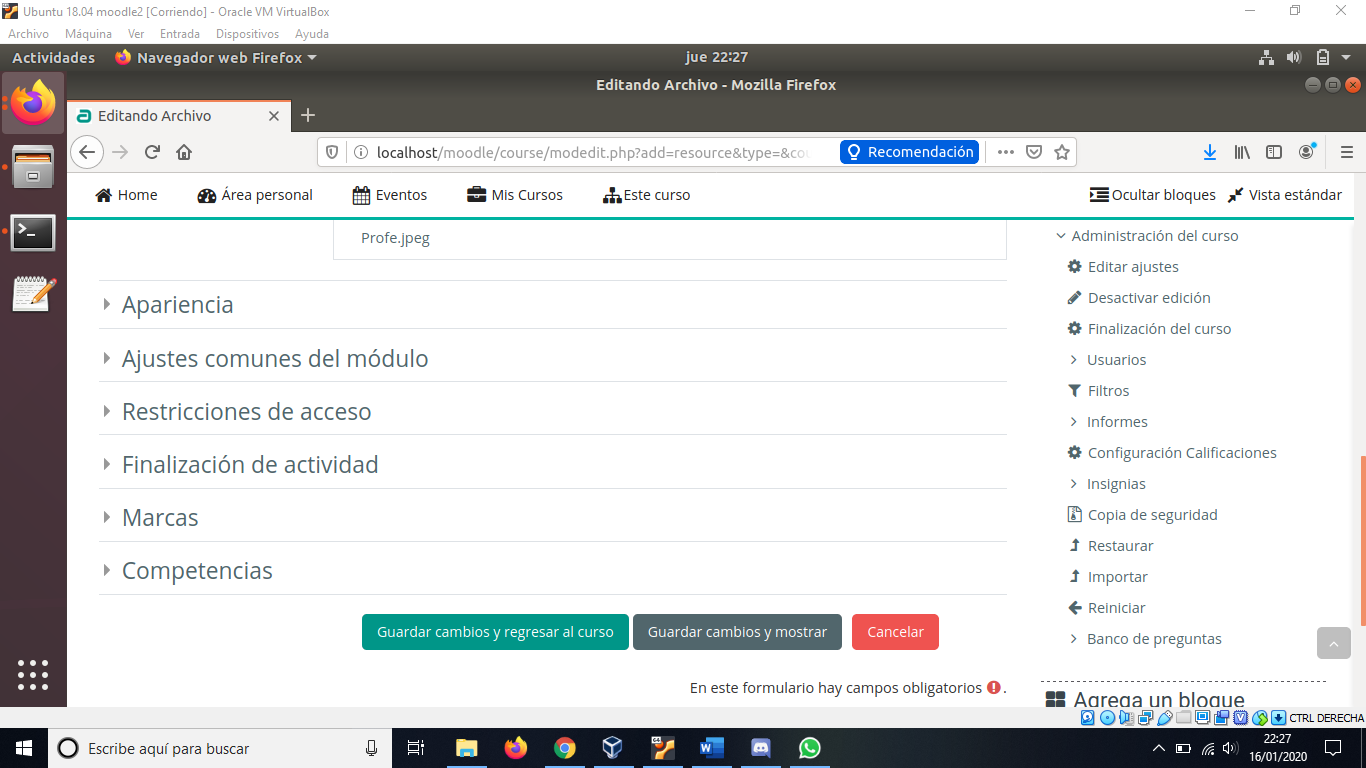 Ubuntu 18.04 moodle2 [Corriendo] - Oracle VM VirtualBox
Archivo Máquina Ver Entrada Dispositivos Ayuda
Actividades Navegador web Firefox jue 22:27
Editando Archivo - Mozilla Firefox
Editando Archivo
localhost/moodle/course/modedit.php?add=resource&type=&cou Recomendación
Home Área personal Eventos Mis Cursos Este curso Ocultar bloques Vista estándar
Profe.jpeg
Apariencia
Ajustes comunes del módulo
Restricciones de acceso
Finalización de actividad
Marcas
Competencias
Guardar cambios y regresar al curso Guardar cambios y mostrar Cancelar
En este formulario hay campos obligatorios .
Administración del curso
Editar ajustes
Desactivar edición
Finalización del curso
Usuarios
Filtros
Informes
Configuración Calificaciones
Insignias
Copia de seguridad
Restaurar
Importar
Reiniciar
Banco de preguntas
Agrega un bloque
CTRL DERECHA
Escribe aquí para buscar
22:27
16/01/2020